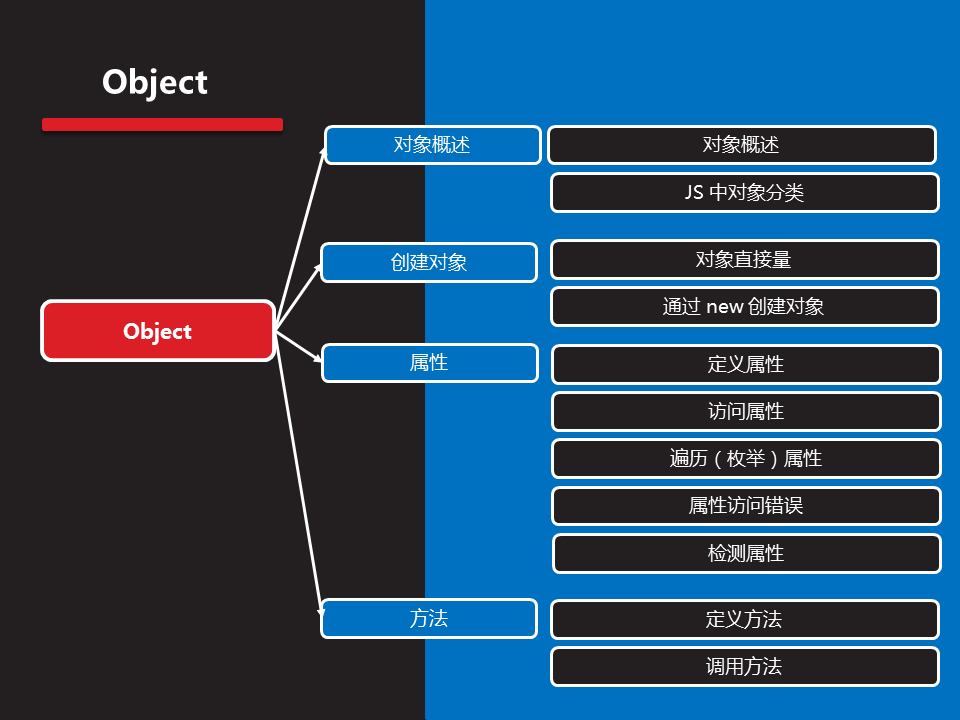 Object
对象概述
对象概述
JS 中对象分类
创建对象
对象直接量
通过 new 创建对象
Object
属性
定义属性
访问属性
遍历（枚举）属性
属性访问错误
检测属性
方法
定义方法
调用方法